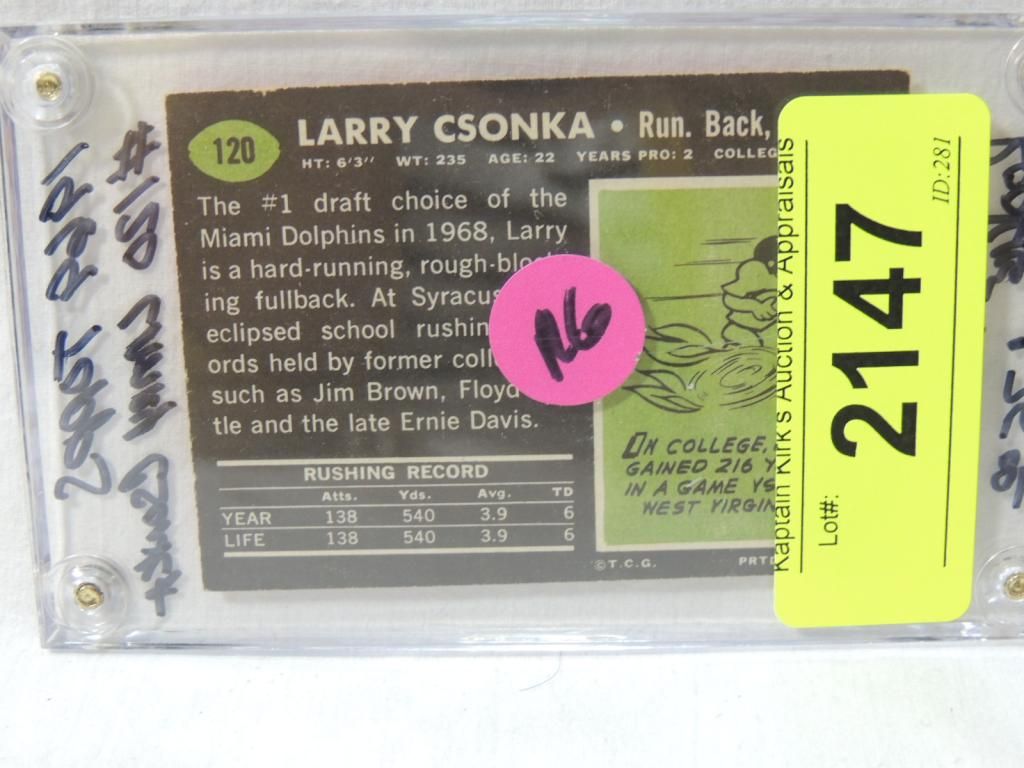 120
LARRY CSONKA • Run. Back,
HT: 6'3" WT: 235 AGE: 22 YEARS PRO: 2 COLLEG
The #1 draft choice of the
Miami Dolphins in 1968, Larry
is a hard-running, rough-block
ing fullback. At Syracus
eclipsed school rushin
ords held by former coll
such as Jim Brown, Floyd
tle and the late Ernie Davis.
RUSHING RECORD
Atts. Yds. Avg. TD
YEAR 138 540 3.9 6
LIFE 138 540 3.9 6
IN COLLEGE,
GAINED 216 Y
IN A GAME VS
WEST VIRGIN
©T.C.G. PRTD
N6
Kaptain Kirk's Auction & Appraisals
Lot#:
2147
ID:281